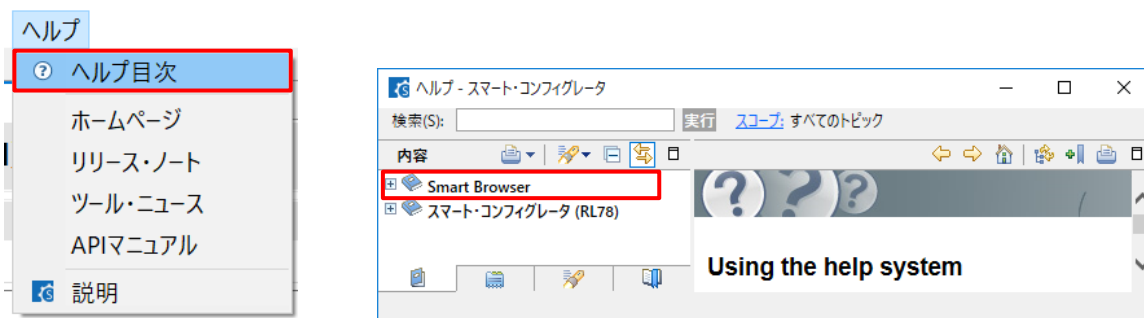 ヘルプ
ヘルプ目次
ホームページ
リリース・ノート
ツール・ニュース
APIマニュアル
説明
ヘルプ - スマート・コンフィグレータ
検索(S):
実行
スコープ: すべてのトピック
内容
Smart Browser
スマート・コンフィグレータ (RL78)
Using the help system